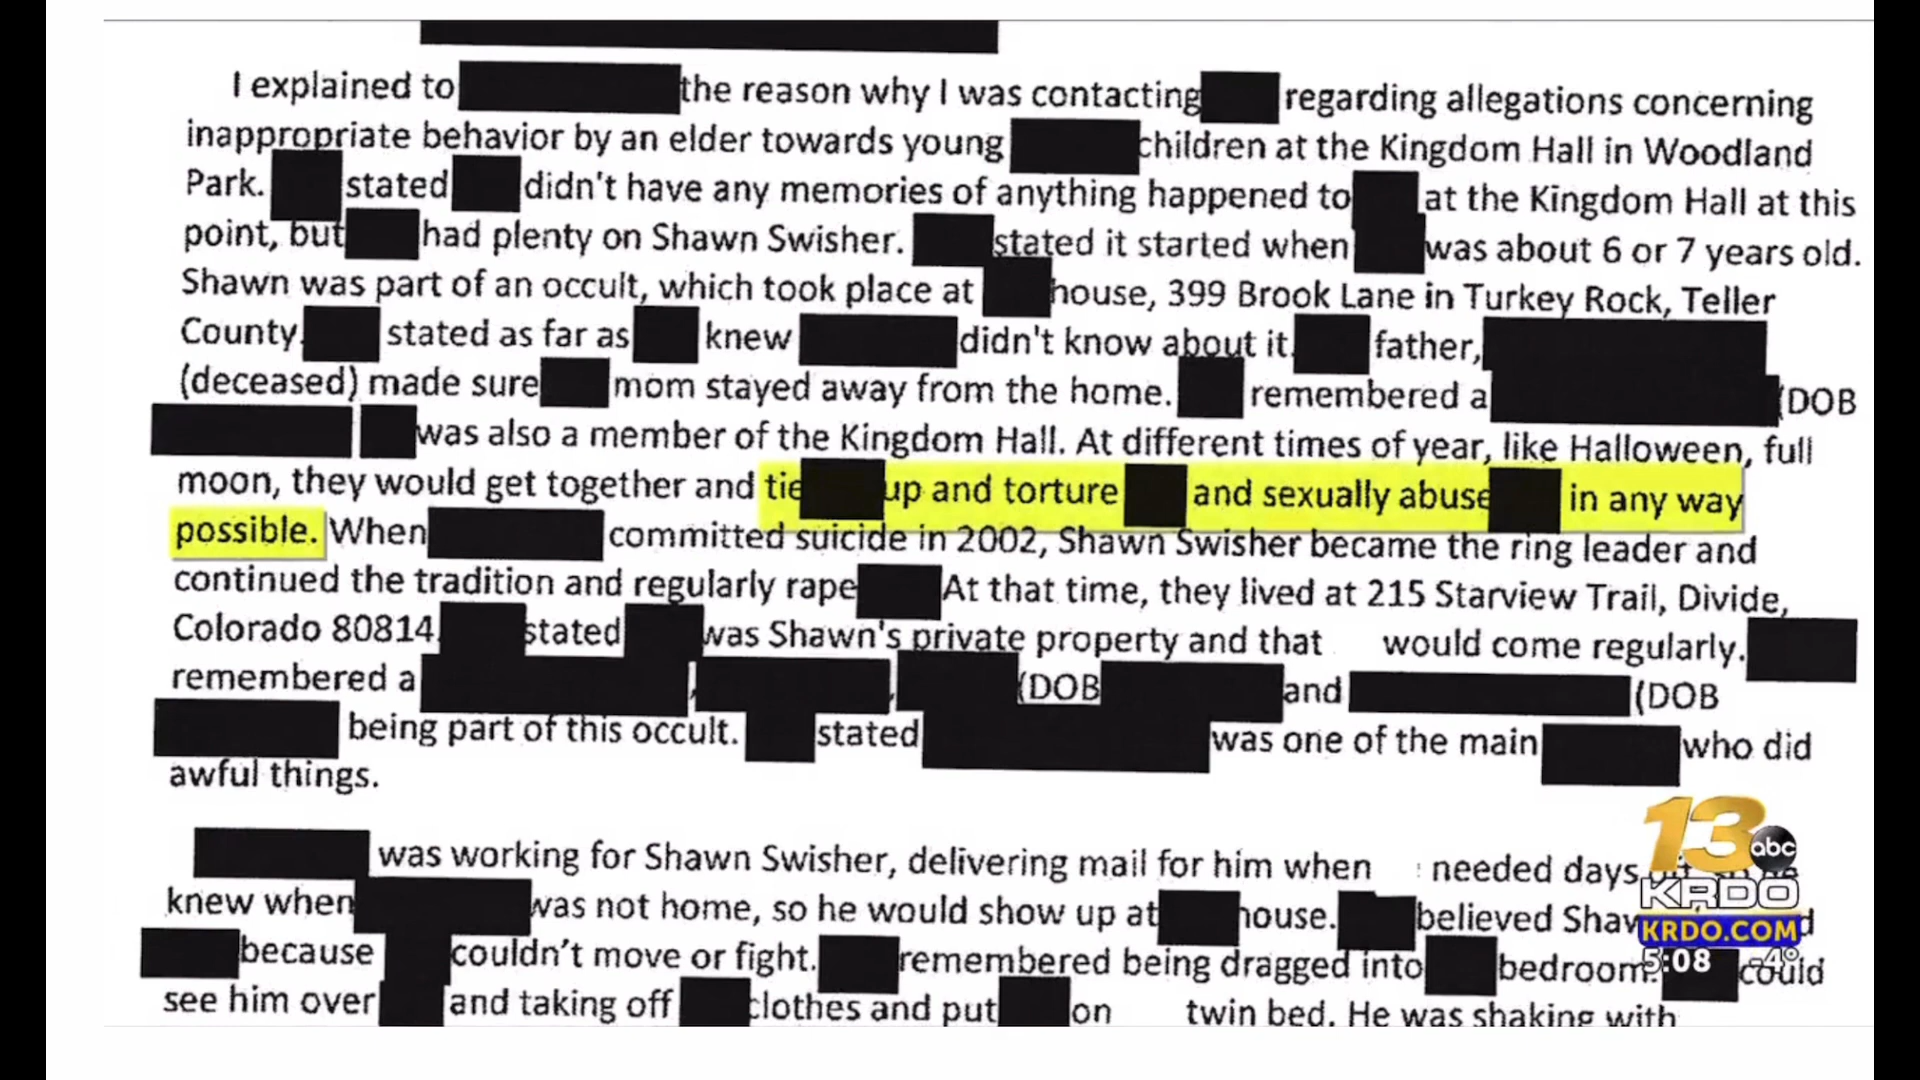 I explained to the reason why I was contacting regarding allegations concerning
inappropriate behavior by an elder towards young children at the Kingdom Hall in Woodland
Park. stated didn't have any memories of anything happened to at the Kingdom Hall at this
point, but had plenty on Shawn Swisher. stated it started when was about 6 or 7 years old.
Shawn was part of an occult, which took place at house, 399 Brook Lane in Turkey Rock, Teller
County. stated as far as knew didn't know about it. father,
(deceased) made sure mom stayed away from the home. remembered a (DOB
was also a member of the Kingdom Hall. At different times of year, like Halloween, full
moon, they would get together and tie up and torture and sexually abuse in any way
possible. When committed suicide in 2002, Shawn Swisher became the ring leader and
continued the tradition and regularly rape At that time, they lived at 215 Starview Trail, Divide,
Colorado 80814. stated was Shawn's private property and that would come regularly.
remembered a , , (DOB and (DOB
being part of this occult. stated was one of the main who did
awful things.
was working for Shawn Swisher, delivering mail for him when needed days
knew when was not home, so he would show up at house. believed
because couldn't move or fight. remembered being dragged into bedroom. could
see him over and taking off clothes and put on twin bed. He was shaking with
13 abc
KRDO
KRDO.COM
5:08 -4°